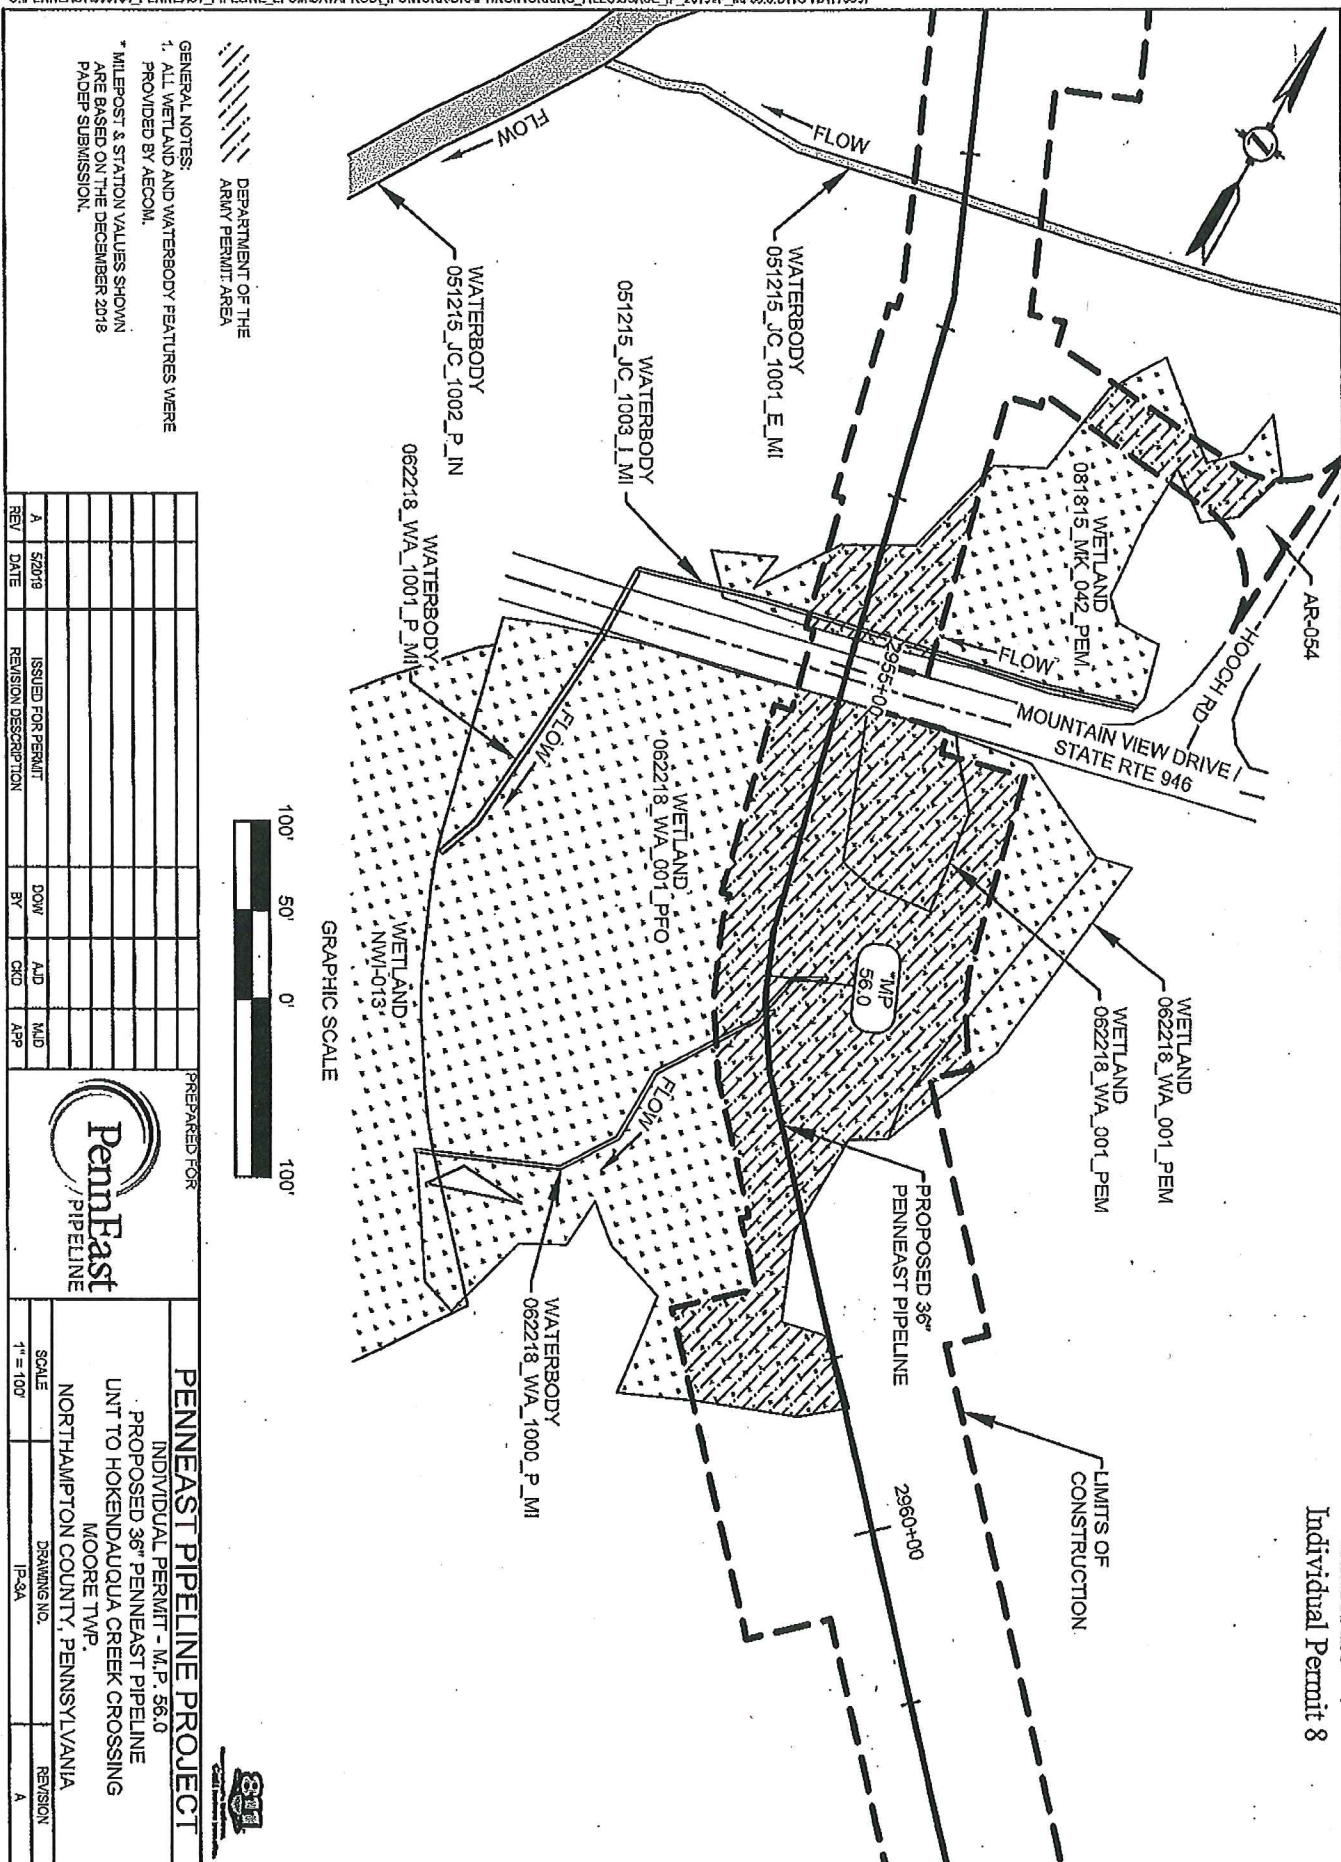 Individual Permit 8
AR-054
HOOCH RD
FLOW
FLOW
WATERBODY
051215_JC_1001_E_MI
WATERBODY
051215_JC_1002_P_IN
WATERBODY
051215_JC_1003_I_MI
WETLAND
081815_MK_042_PEM
FLOW
MOUNTAIN VIEW DRIVE /
STATE RTE 946
2955+00
WATERBODY
062218_WA_1001_P_MI
FLOW
WETLAND
062218_WA_001_PFO
WETLAND
NWI-013
*MP
56.0
WETLAND
062218_WA_001_PEM
WETLAND
062218_WA_001_PEM
FLOW
PROPOSED 36"
PENNEAST PIPELINE
WATERBODY
062218_WA_1000_P_MI
2960+00
LIMITS OF
CONSTRUCTION
DEPARTMENT OF THE
ARMY PERMIT AREA
GENERAL NOTES:
1. ALL WETLAND AND WATERBODY FEATURES WERE
PROVIDED BY AECOM.
* MILEPOST & STATION VALUES SHOWN
ARE BASED ON THE DECEMBER 2018
PADEP SUBMISSION.
100' 50' 0' 100'
GRAPHIC SCALE
811
A 5/2019 ISSUED FOR PERMIT DOW AJD MJD
REV DATE REVISION DESCRIPTION BY CKD APP
PREPARED FOR
PennEast
PIPELINE
PENNEAST PIPELINE PROJECT
INDIVIDUAL PERMIT - M.P. 56.0
PROPOSED 36" PENNEAST PIPELINE
UNT TO HOKENDAUQUA CREEK CROSSING
MOORE TWP.
NORTHAMPTON COUNTY, PENNSYLVANIA
SCALE DRAWING NO. REVISION
1" = 100' IP-8A A